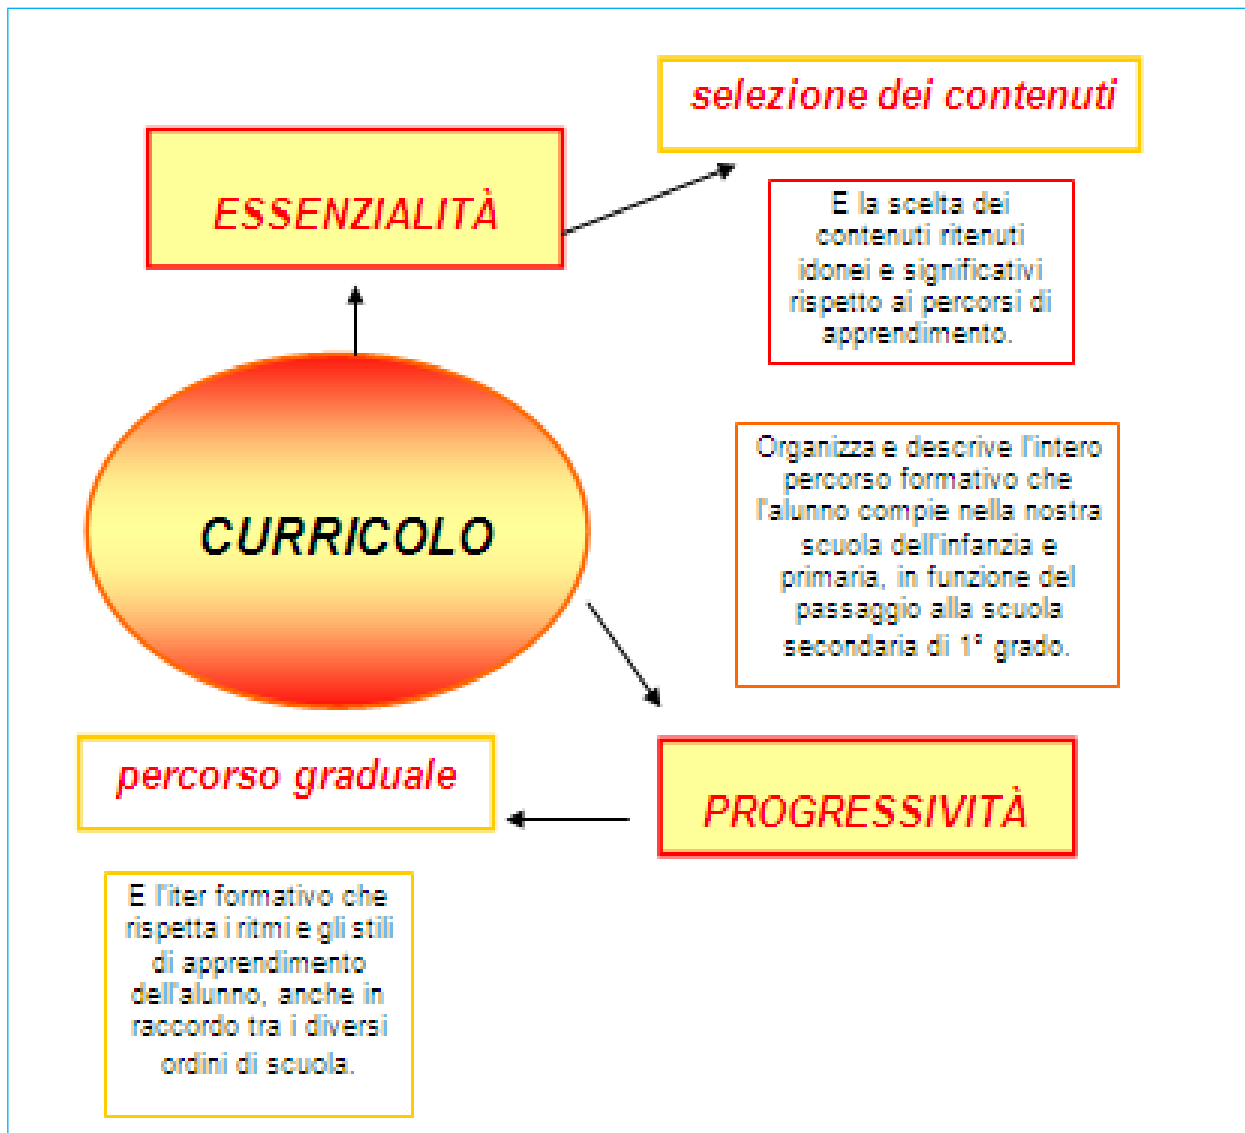 selezione dei contenuti
ESSENZIALITÀ
E la scelta dei
contenuti ritenuti
idonei e significativi
rispetto ai percorsi di
apprendimento.
CURRICOLO
Organizza e descrive l'intero
percorso formativo che
l'alunno compie nella nostra
scuola dell'infanzia e
primaria, in funzione del
passaggio alla scuola
secondaria di 1° grado.
percorso graduale
PROGRESSIVITÀ
E l'iter formativo che
rispetta i ritmi e gli stili
di apprendimento
dell'alunno, anche in
raccordo tra i diversi
ordini di scuola.